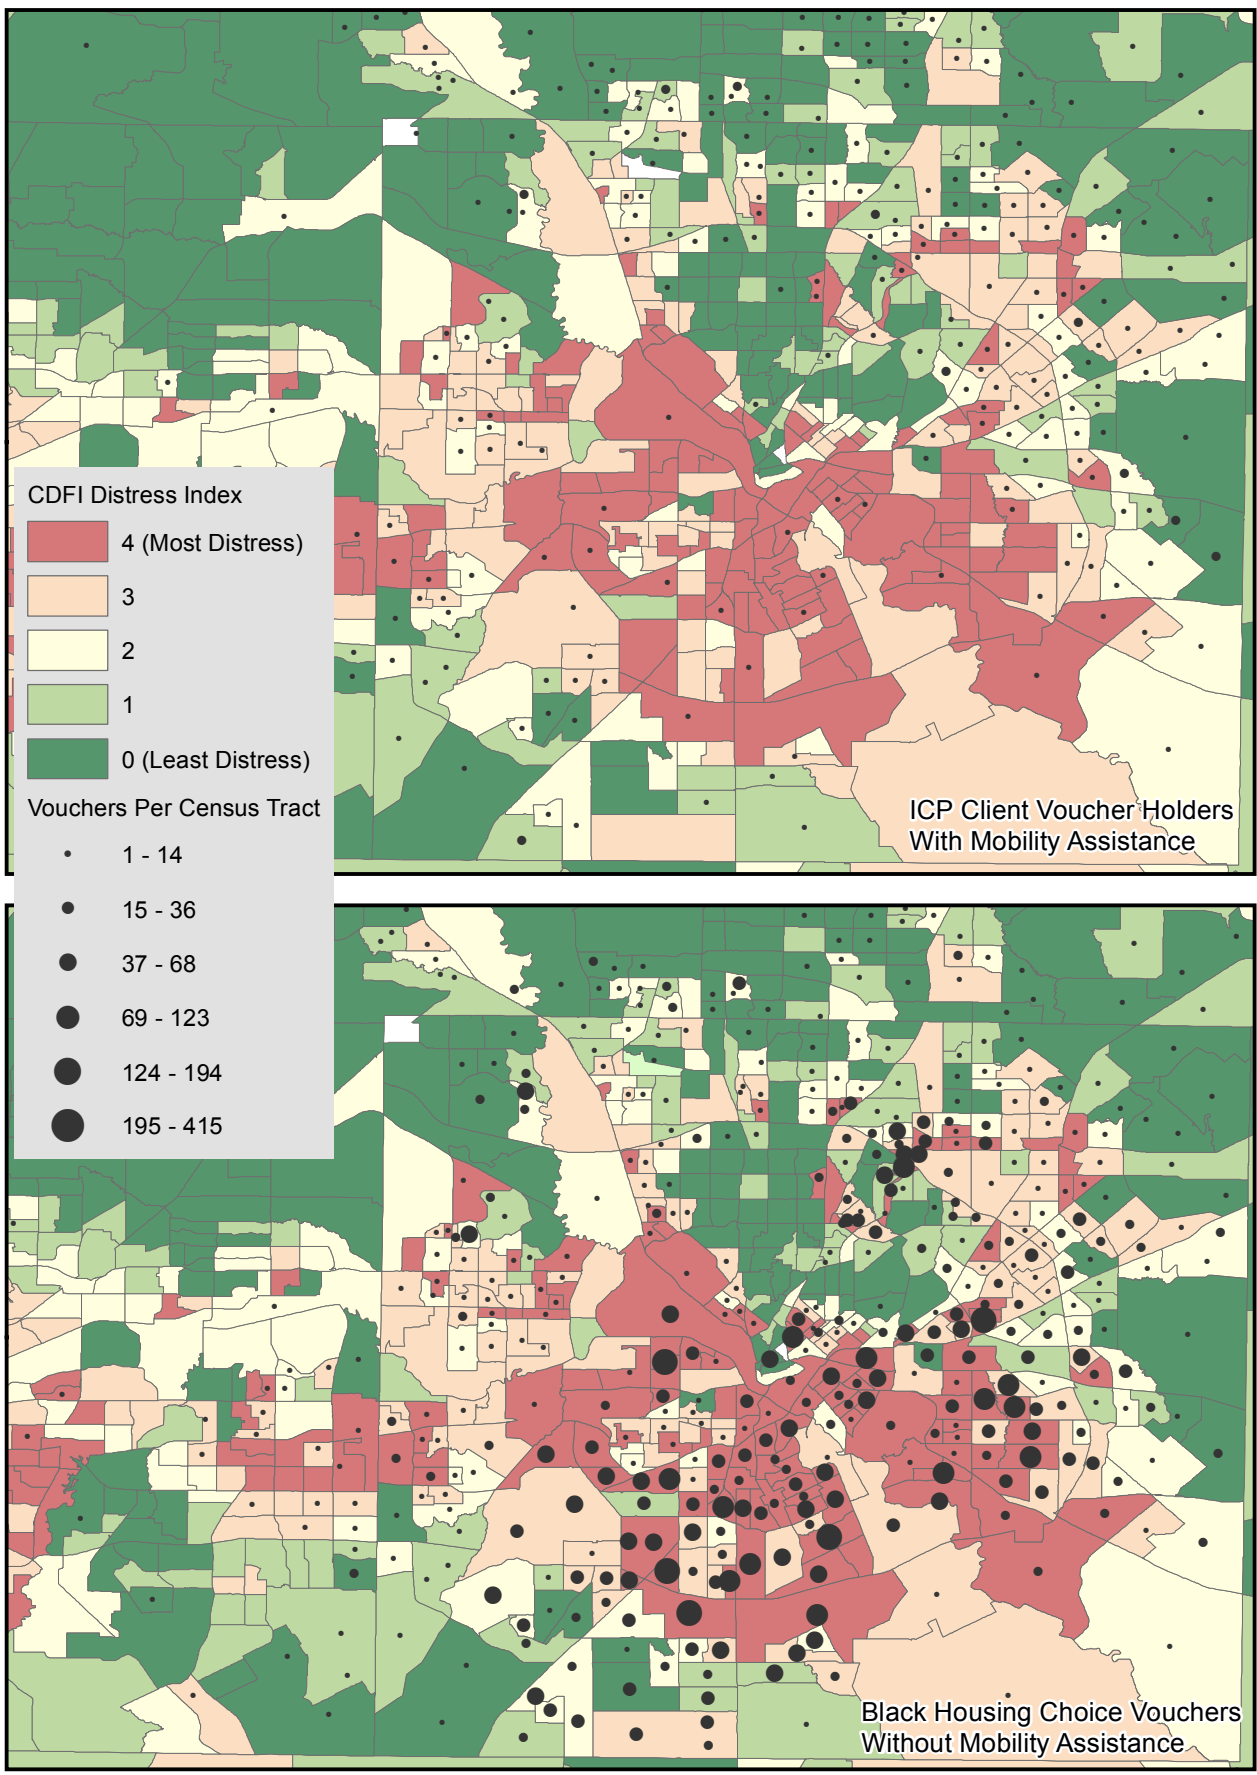 CDFI Distress Index
4 (Most Distress)
3
2
1
0 (Least Distress)
Vouchers Per Census Tract
1 - 14
15 - 36
37 - 68
69 - 123
124 - 194
195 - 415
ICP Client Voucher Holders
With Mobility Assistance
Black Housing Choice Vouchers
Without Mobility Assistance